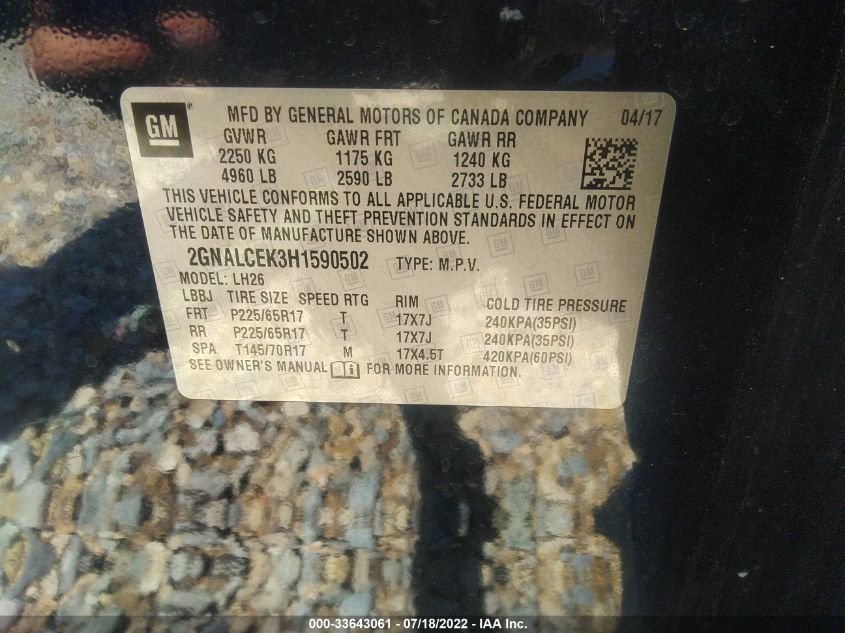 GM MFD BY GENERAL MOTORS OF CANADA COMPANY 04/17
GVWR GAWR FRT GAWR RR
2250 KG 1175 KG 1240 KG
4960 LB 2590 LB 2733 LB
THIS VEHICLE CONFORMS TO ALL APPLICABLE U.S. FEDERAL MOTOR
VEHICLE SAFETY AND THEFT PREVENTION STANDARDS IN EFFECT ON
THE DATE OF MANUFACTURE SHOWN ABOVE.
2GNALCEK3H1590502 TYPE: M.P.V.
MODEL: LH26
LBBJ TIRE SIZE SPEED RTG RIM COLD TIRE PRESSURE
FRT P225/65R17 T 17X7J 240KPA(35PSI)
RR P225/65R17 T 17X7J 240KPA(35PSI)
SPA T145/70R17 M 17X4.5T 420KPA(60PSI)
SEE OWNER'S MANUAL FOR MORE INFORMATION.
000-33643061 - 07/18/2022 - IAA Inc.